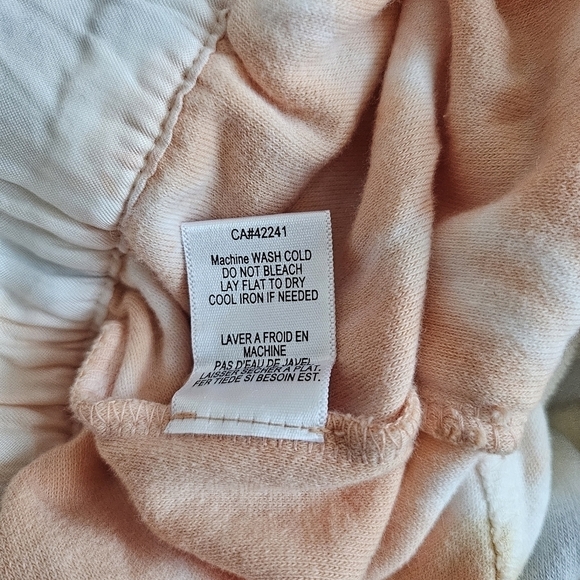 CA#42241
Machine WASH COLD
DO NOT BLEACH
LAY FLAT TO DRY
COOL IRON IF NEEDED
LAVER A FROID EN
MACHINE
PAS D'EAU DE JAVEL
LAISSER SECHER A PLAT.
FER TIEDE SI BESOIN EST.